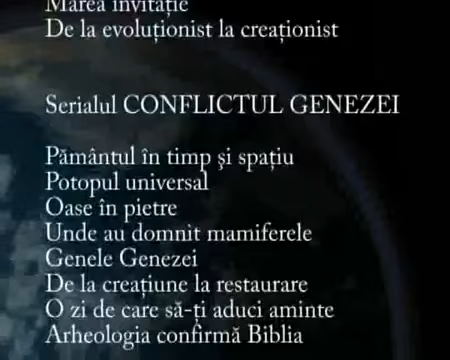 Marea invitație
De la evoluționist la creaționist
Serialul CONFLICTUL GENEZEI
Pământul în timp şi spațiu
Potopul universal
Oase în pietre
Unde au domnit mamiferele
Genele Genezei
De la creațiune la restaurare
O zi de care să-ți aduci aminte
Arheologia confirmă Biblia